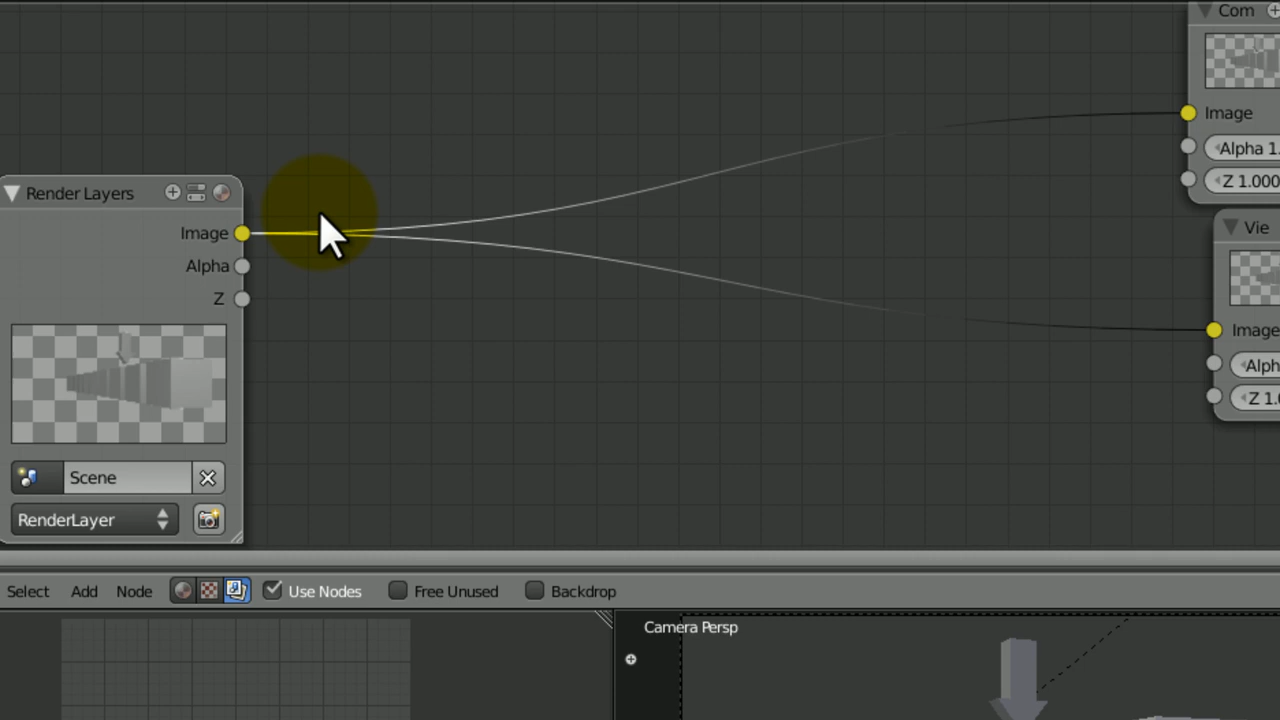 Com
Image
Alpha 1.
Z 1.000
Render Layers
Image
Alpha
Z
Vie
Image
Alph
Z 1.
Scene
RenderLayer
Select Add Node Use Nodes Free Unused Backdrop
Camera Persp